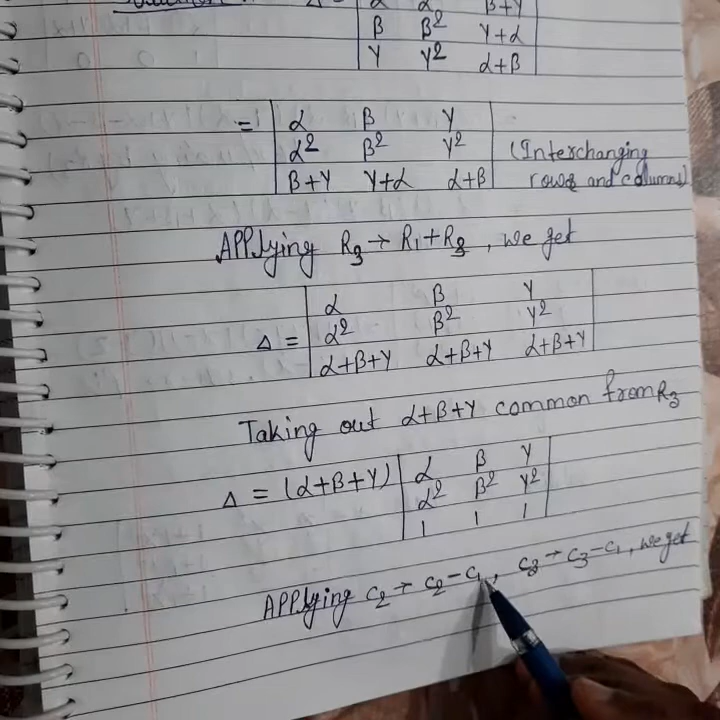 Δ = | α α² β+γ |
| β β² γ+α |
| γ γ² α+β |
= | α β γ |
| α² β² γ² | (Interchanging
| β+γ γ+α α+β | rows and columns)
Applying R₃ → R₁+R₃, we get
| α β γ |
Δ = | α² β² γ² |
| α+β+γ α+β+γ α+β+γ |
Taking out α+β+γ common from R₃
Δ = (α+β+γ) | α β γ |
| α² β² γ² |
| 1 1 1 |
Applying C₂ → C₂-C₁, C₃ → C₃-C₁, we get